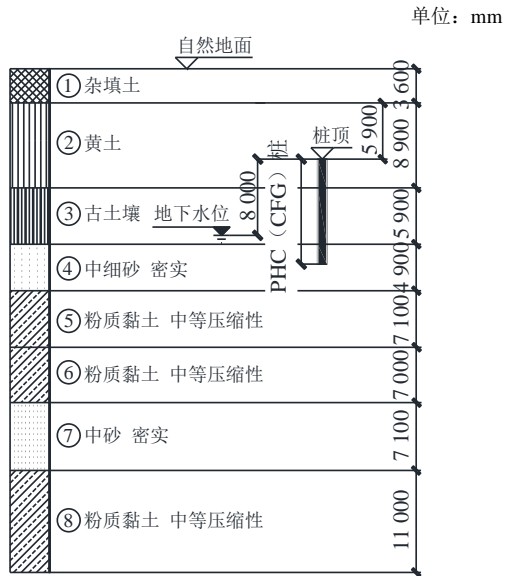 单位：mm
自然地面
①杂填土
3 600
②黄土
5 900
8 900
桩顶
PHC（CFG）桩
8 000
③古土壤 地下水位
5 900
④中细砂 密实
4 900
⑤粉质黏土 中等压缩性
7 100
⑥粉质黏土 中等压缩性
7 000
⑦中砂 密实
7 100
⑧粉质黏土 中等压缩性
11 000